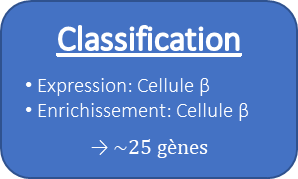 Classification
• Expression: Cellule β
• Enrichissement: Cellule β
→ ~25 gènes